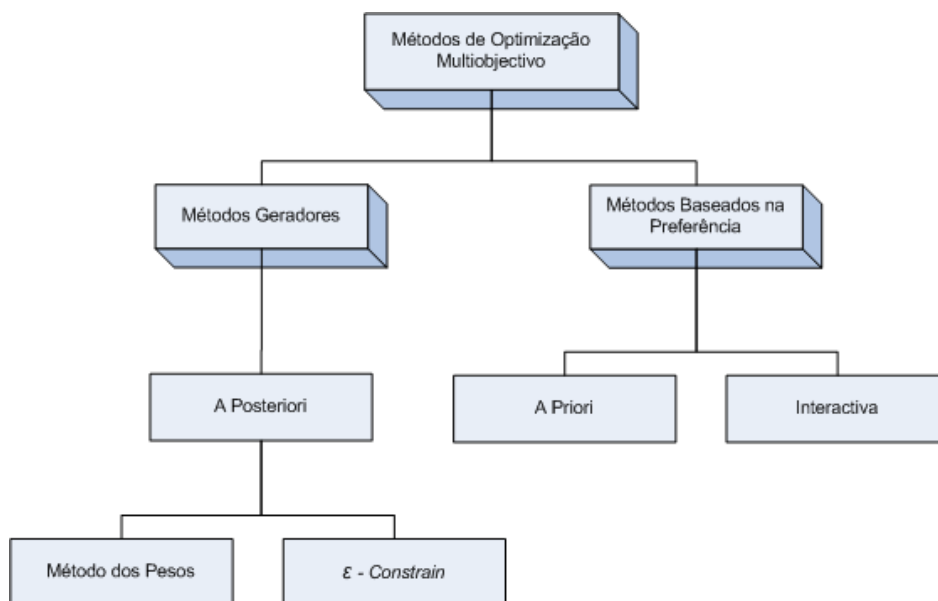 Métodos de Optimização
Multiobjectivo
Métodos Geradores
Métodos Baseados na
Preferência
A Posteriori
A Priori
Interactiva
Método dos Pesos
ε - Constrain